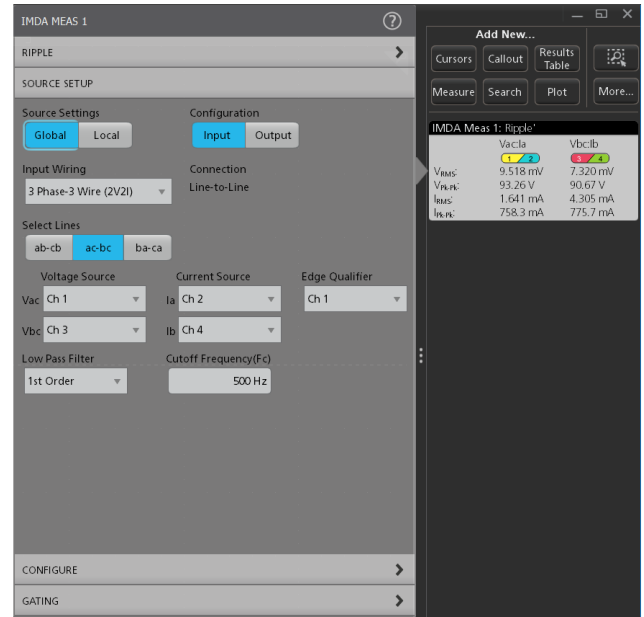 IMDA MEAS 1 ?
RIPPLE
SOURCE SETUP
Source Settings Configuration
Global Local Input Output
Input Wiring Connection
3 Phase-3 Wire (2V2I) Line-to-Line
Select Lines
ab-cb ac-bc ba-ca
Voltage Source Current Source Edge Qualifier
Vac Ch 1 Ia Ch 2 Ch 1
Vbc Ch 3 Ib Ch 4
Low Pass Filter Cutoff Frequency(Fc)
1st Order 500 Hz
CONFIGURE
GATING
Add New...
Cursors Callout Results Table
Measure Search Plot More...
IMDA Meas 1: Ripple'
Vac:Ia Vbc:Ib
1 2 3 4
VRMS: 9.518 mV 7.320 mV
VPk-Pk: 93.26 V 90.67 V
IRMS: 1.641 mA 4.305 mA
IPk-Pk: 758.3 mA 775.7 mA